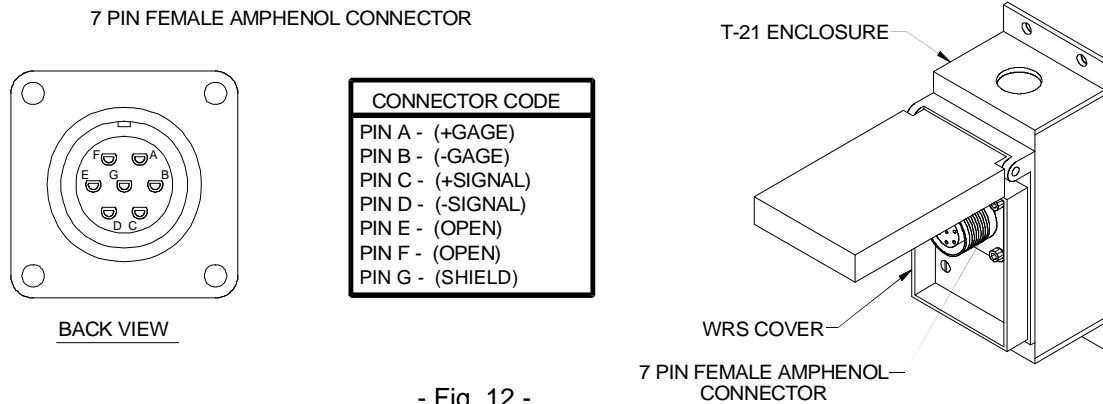 7 PIN FEMALE AMPHENOL CONNECTOR
F A
E G B
D C
BACK VIEW
CONNECTOR CODE
PIN A - (+GAGE)
PIN B - (-GAGE)
PIN C - (+SIGNAL)
PIN D - (-SIGNAL)
PIN E - (OPEN)
PIN F - (OPEN)
PIN G - (SHIELD)
T-21 ENCLOSURE
WRS COVER
7 PIN FEMALE AMPHENOL
CONNECTOR
- Fig. 12 -